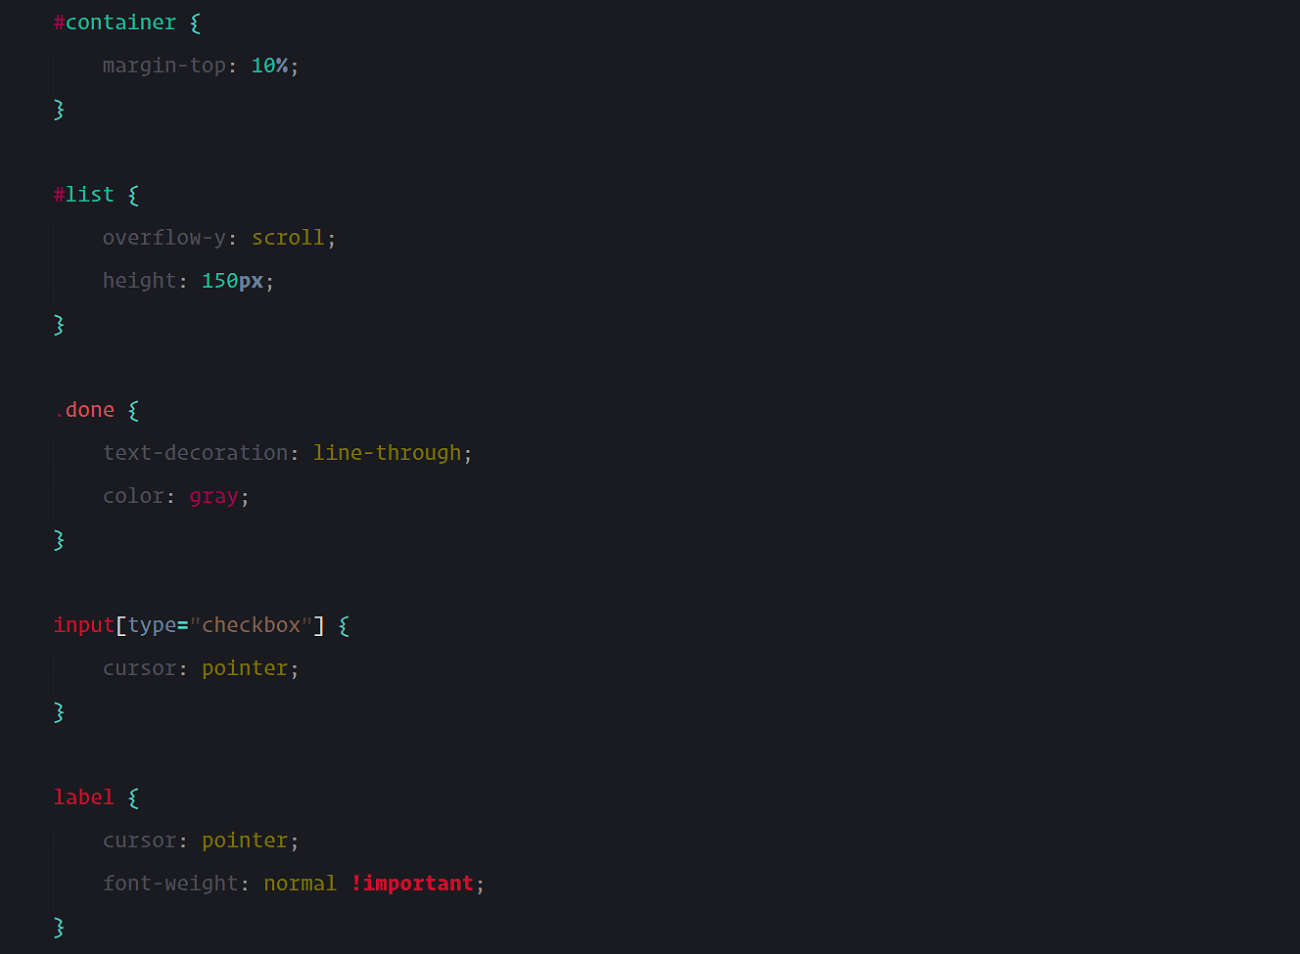 #container {
    margin-top: 10%;
}

#list {
    overflow-y: scroll;
    height: 150px;
}

.done {
    text-decoration: line-through;
    color: gray;
}

input[type="checkbox"] {
    cursor: pointer;
}

label {
    cursor: pointer;
    font-weight: normal !important;
}